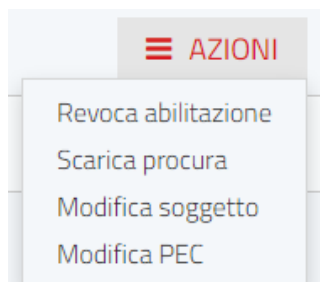 AZIONI
Revoca abilitazione
Scarica procura
Modifica soggetto
Modifica PEC